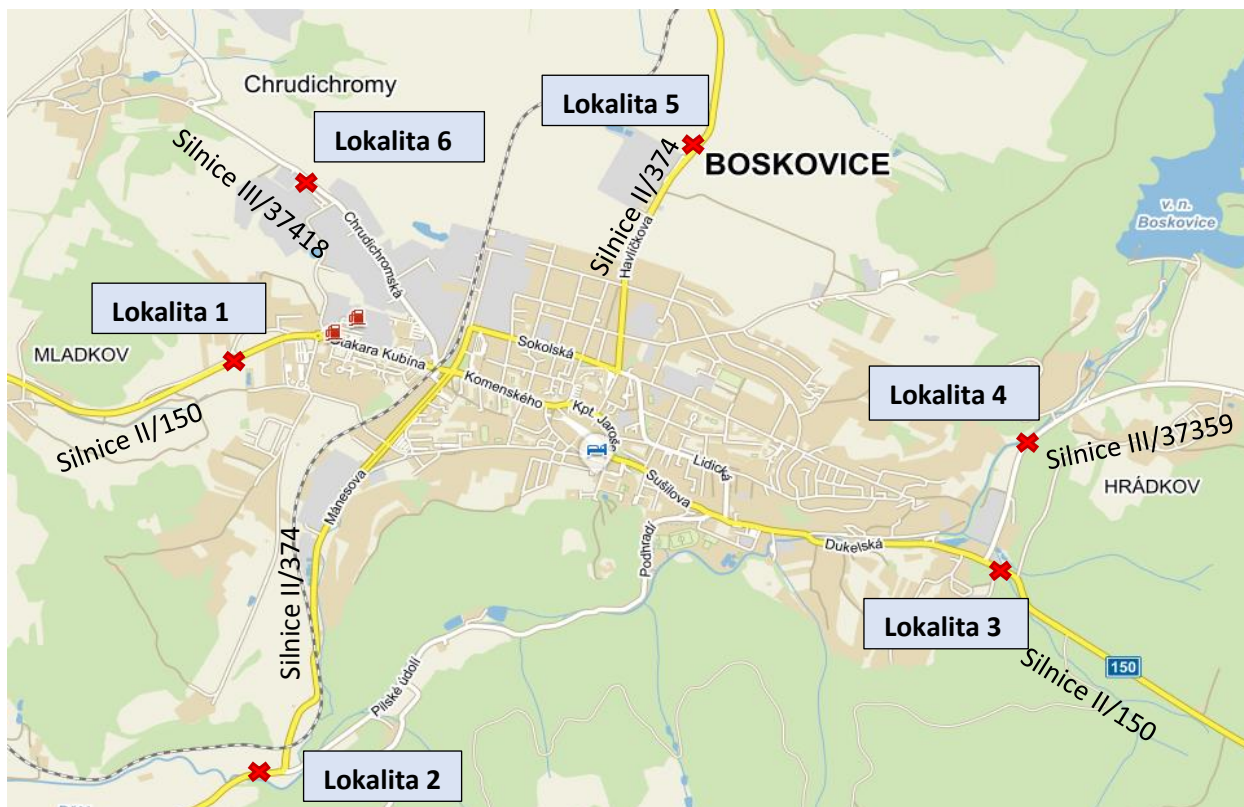 Chrudichromy
Lokalita 5
Lokalita 6
BOSKOVICE
Silnice III/37418
Silnice II/374
Havlíčkova
v. n.
Boskovice
Chrudichromská
Lokalita 1
MLADKOV
Otakara Kubína
Sokolská
Komenského
Kpt. Jaroše
Lokalita 4
Silnice II/150
Silnice III/37359
Lidická
Sušilova
HRÁDKOV
Mánesova
Silnice II/374
Podhradí
Dukelská
Lokalita 3
150
Silnice II/150
Pilské údolí
Lokalita 2